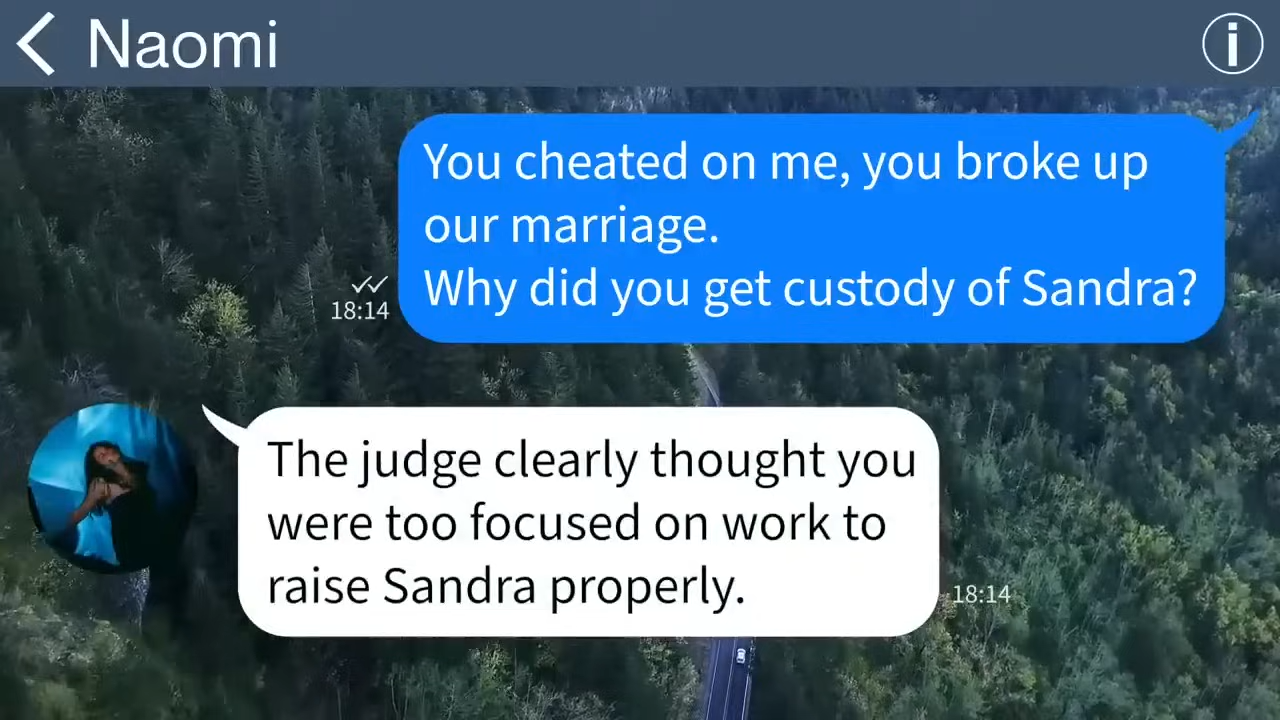 Naomi
You cheated on me, you broke up
our marriage.
Why did you get custody of Sandra?
18:14
The judge clearly thought you
were too focused on work to
raise Sandra properly.
18:14